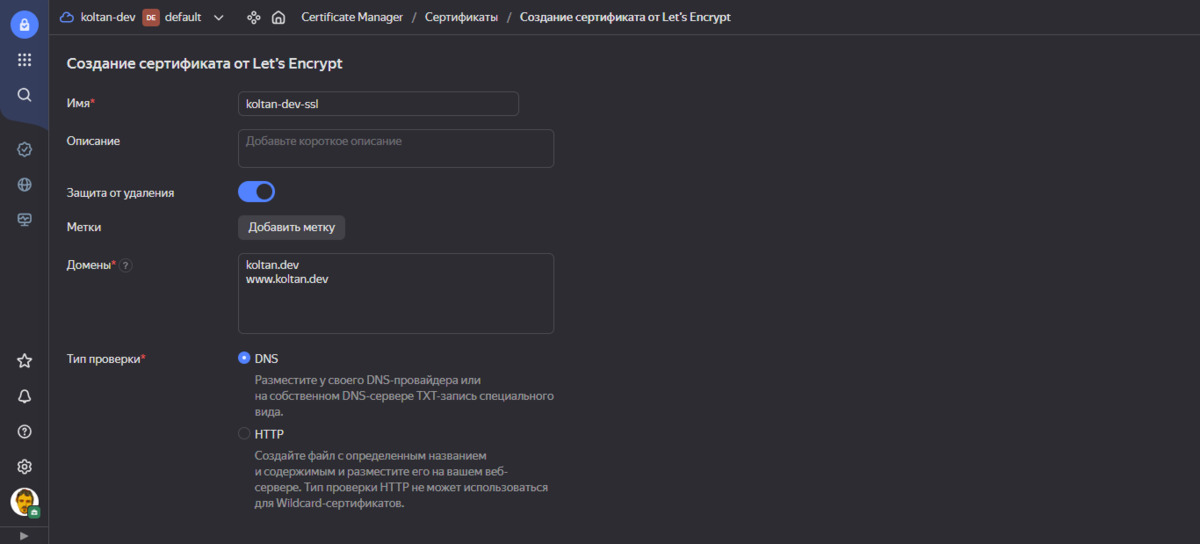 koltan-dev DE default Certificate Manager / Сертификаты / Создание сертификата от Let's Encrypt
Создание сертификата от Let's Encrypt
Имя* koltan-dev-ssl
Описание Добавьте короткое описание
Защита от удаления
Метки Добавить метку
Домены* ? koltan.dev
www.koltan.dev
Тип проверки* DNS
Разместите у своего DNS-провайдера или
на собственном DNS-сервере TXT-запись специального
вида.
HTTP
Создайте файл с определенным названием
и содержимым и разместите его на вашем веб-
сервере. Тип проверки HTTP не может использоваться
для Wildcard-сертификатов.